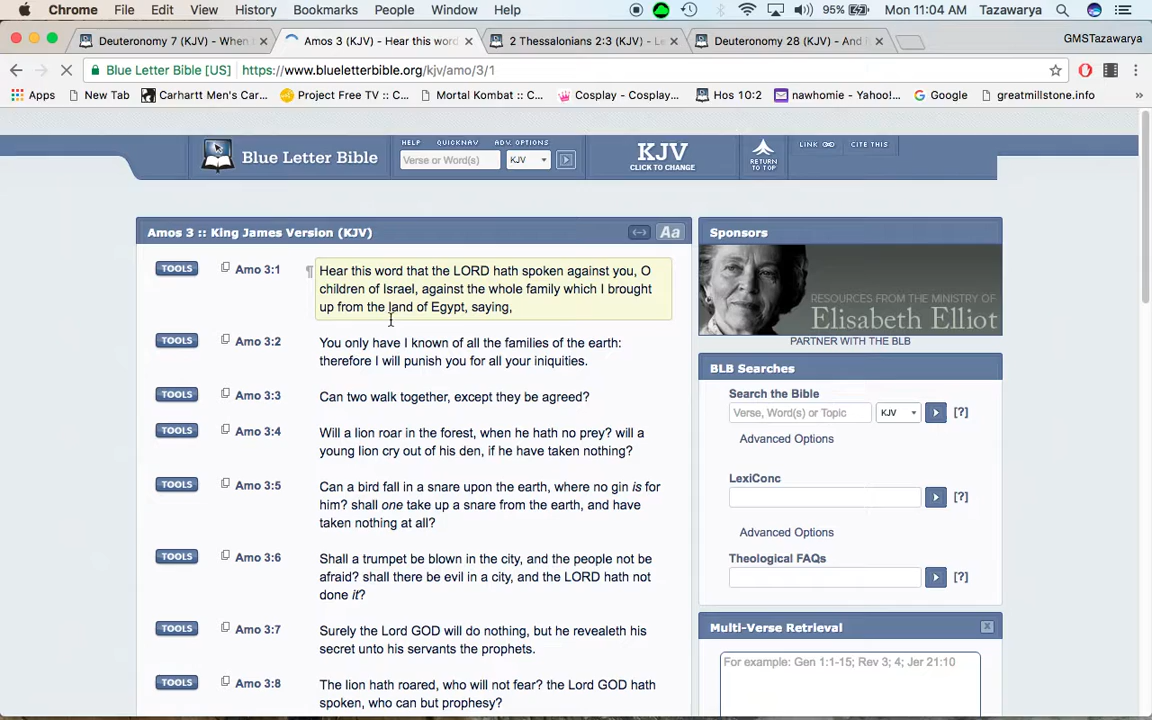 Chrome File Edit View History Bookmarks People Window Help 95% Mon 11:04 AM Tazawarya
Deuteronomy 7 (KJV) - When Amos 3 (KJV) - Hear this word 2 Thessalonians 2:3 (KJV) - Le Deuteronomy 28 (KJV) - And GMSTazawarya
Blue Letter Bible [US] https://www.blueletterbible.org/kjv/amo/3/1
Apps New Tab Carhartt Men's Car... Project Free TV :: C... Mortal Kombat :: C... Cosplay - Cosplay... Hos 10:2 nawhomie - Yahoo!... Google greatmillstone.info »
HELP QUICKNAV ADV. OPTIONS LINK CITE THIS
Blue Letter Bible Verse or Word(s) KJV KJV
CLICK TO CHANGE
RETURN
TO TOP
Amos 3 :: King James Version (KJV) Aa
TOOLS Amo 3:1 ¶ Hear this word that the LORD hath spoken against you, O
children of Israel, against the whole family which I brought
up from the land of Egypt, saying,
TOOLS Amo 3:2 You only have I known of all the families of the earth:
therefore I will punish you for all your iniquities.
TOOLS Amo 3:3 Can two walk together, except they be agreed?
TOOLS Amo 3:4 Will a lion roar in the forest, when he hath no prey? will a
young lion cry out of his den, if he have taken nothing?
TOOLS Amo 3:5 Can a bird fall in a snare upon the earth, where no gin is for
him? shall one take up a snare from the earth, and have
taken nothing at all?
TOOLS Amo 3:6 Shall a trumpet be blown in the city, and the people not be
afraid? shall there be evil in a city, and the LORD hath not
done it?
TOOLS Amo 3:7 Surely the Lord GOD will do nothing, but he revealeth his
secret unto his servants the prophets.
TOOLS Amo 3:8 The lion hath roared, who will not fear? the Lord GOD hath
spoken, who can but prophesy?
Sponsors
RESOURCES FROM THE MINISTRY OF
Elisabeth Elliot
PARTNER WITH THE BLB
BLB Searches
Search the Bible
Verse, Word(s) or Topic KJV [?]
Advanced Options
LexiConc
[?]
Advanced Options
Theological FAQs
[?]
Multi-Verse Retrieval x
For example: Gen 1:1-15; Rev 3; 4; Jer 21:10